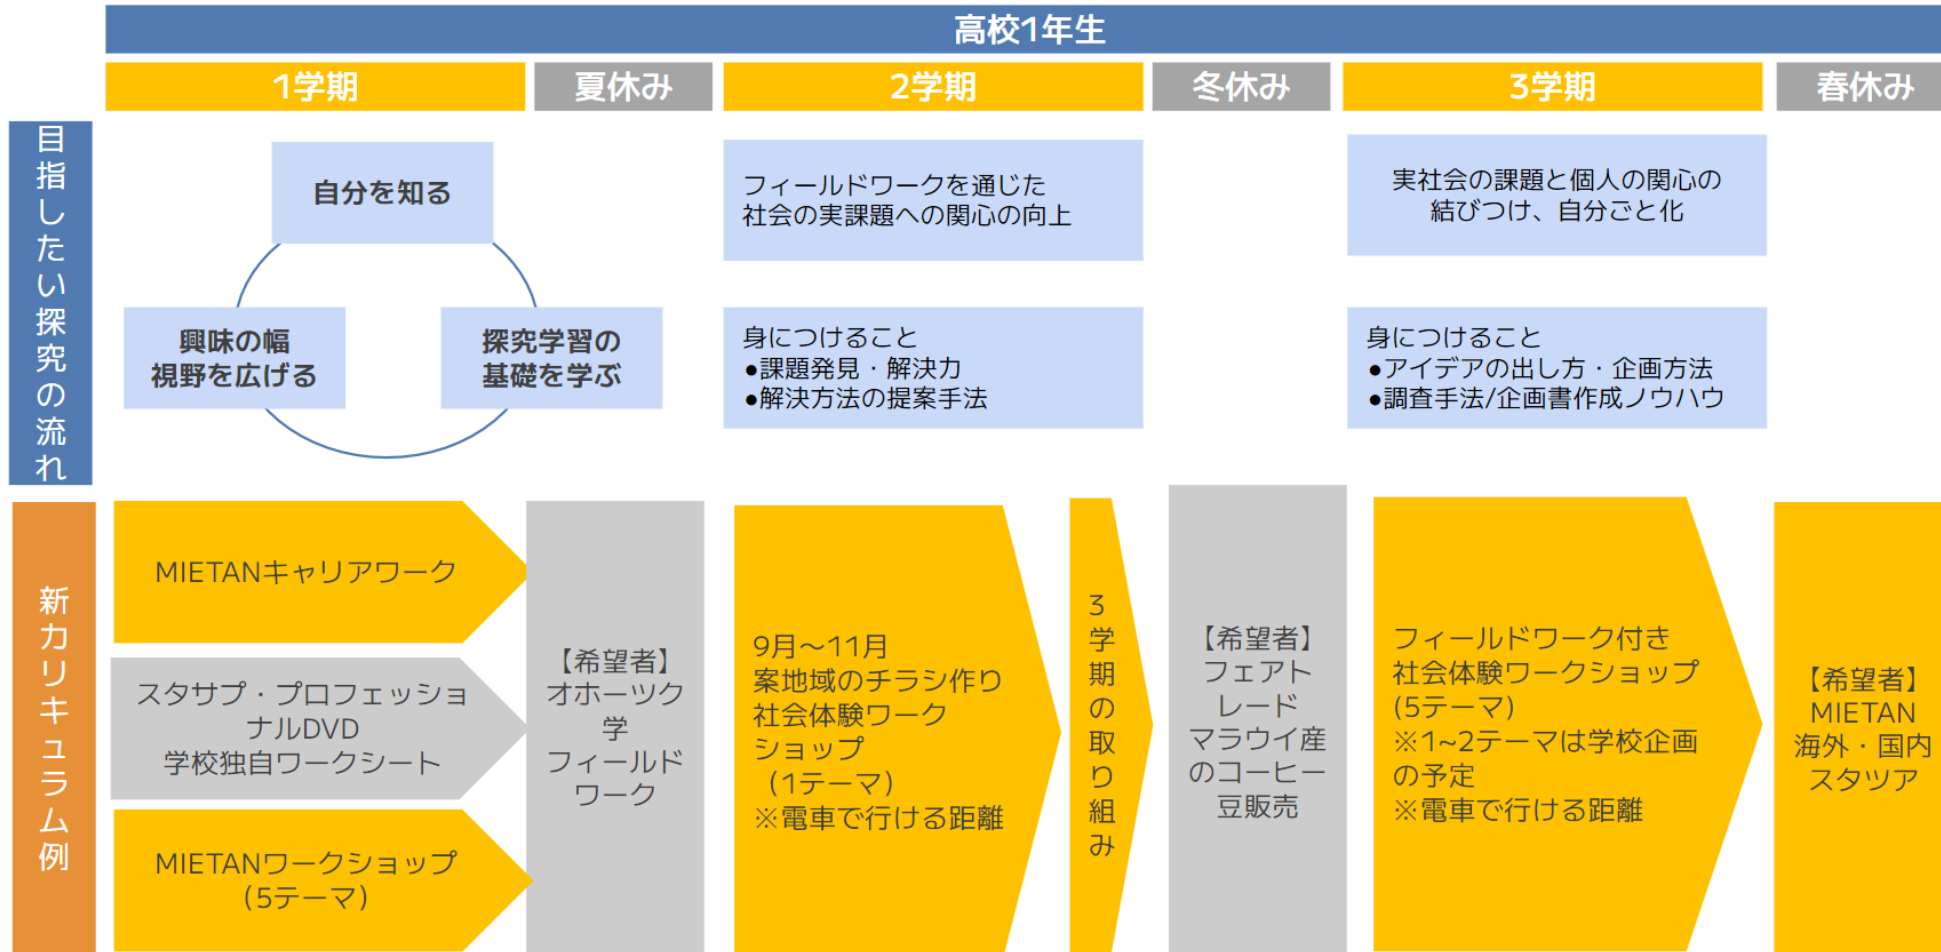 高校1年生
1学期
夏休み
2学期
冬休み
3学期
春休み
目指したい探究の流れ
自分を知る
興味の幅
視野を広げる
探究学習の
基礎を学ぶ
フィールドワークを通じた
社会の実課題への関心の向上
身につけること
●課題発見・解決力
●解決方法の提案手法
実社会の課題と個人の関心の
結びつけ、自分ごと化
身につけること
●アイデアの出し方・企画方法
●調査手法/企画書作成ノウハウ
新カリキュラム例
MIETANキャリアワーク
スタサプ・プロフェッショ
ナルDVD
学校独自ワークシート
MIETANワークショップ
（5テーマ）
【希望者】
オホーツク
学
フィールド
ワーク
9月～11月
案地域のチラシ作り
社会体験ワーク
ショップ
（1テーマ）
※電車で行ける距離
3学期の取り組み
【希望者】
フェアト
レード
マラウイ産
のコーヒー
豆販売
フィールドワーク付き
社会体験ワークショップ
(5テーマ)
※1~2テーマは学校企画
の予定
※電車で行ける距離
【希望者】
MIETAN
海外・国内
スタツア